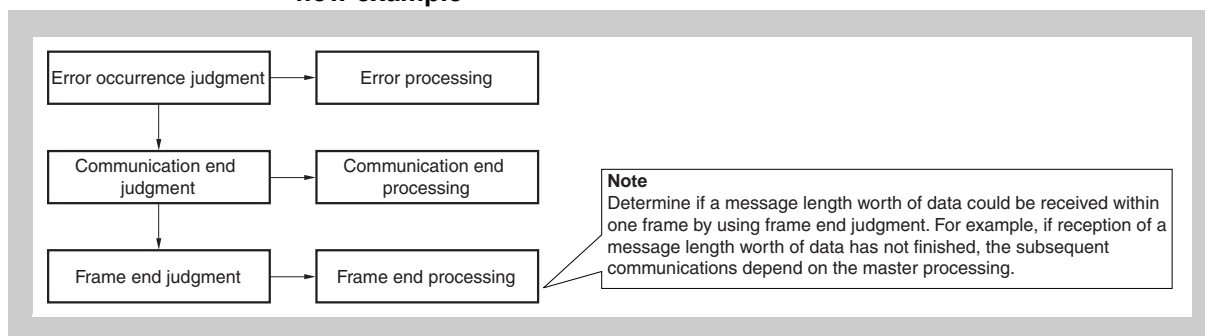 flow example
Error occurrence judgment
Error processing
Communication end
judgment
Communication end
processing
Frame end judgment
Frame end processing
Note
Determine if a message length worth of data could be received within
one frame by using frame end judgment. For example, if reception of a
message length worth of data has not finished, the subsequent
communications depend on the master processing.